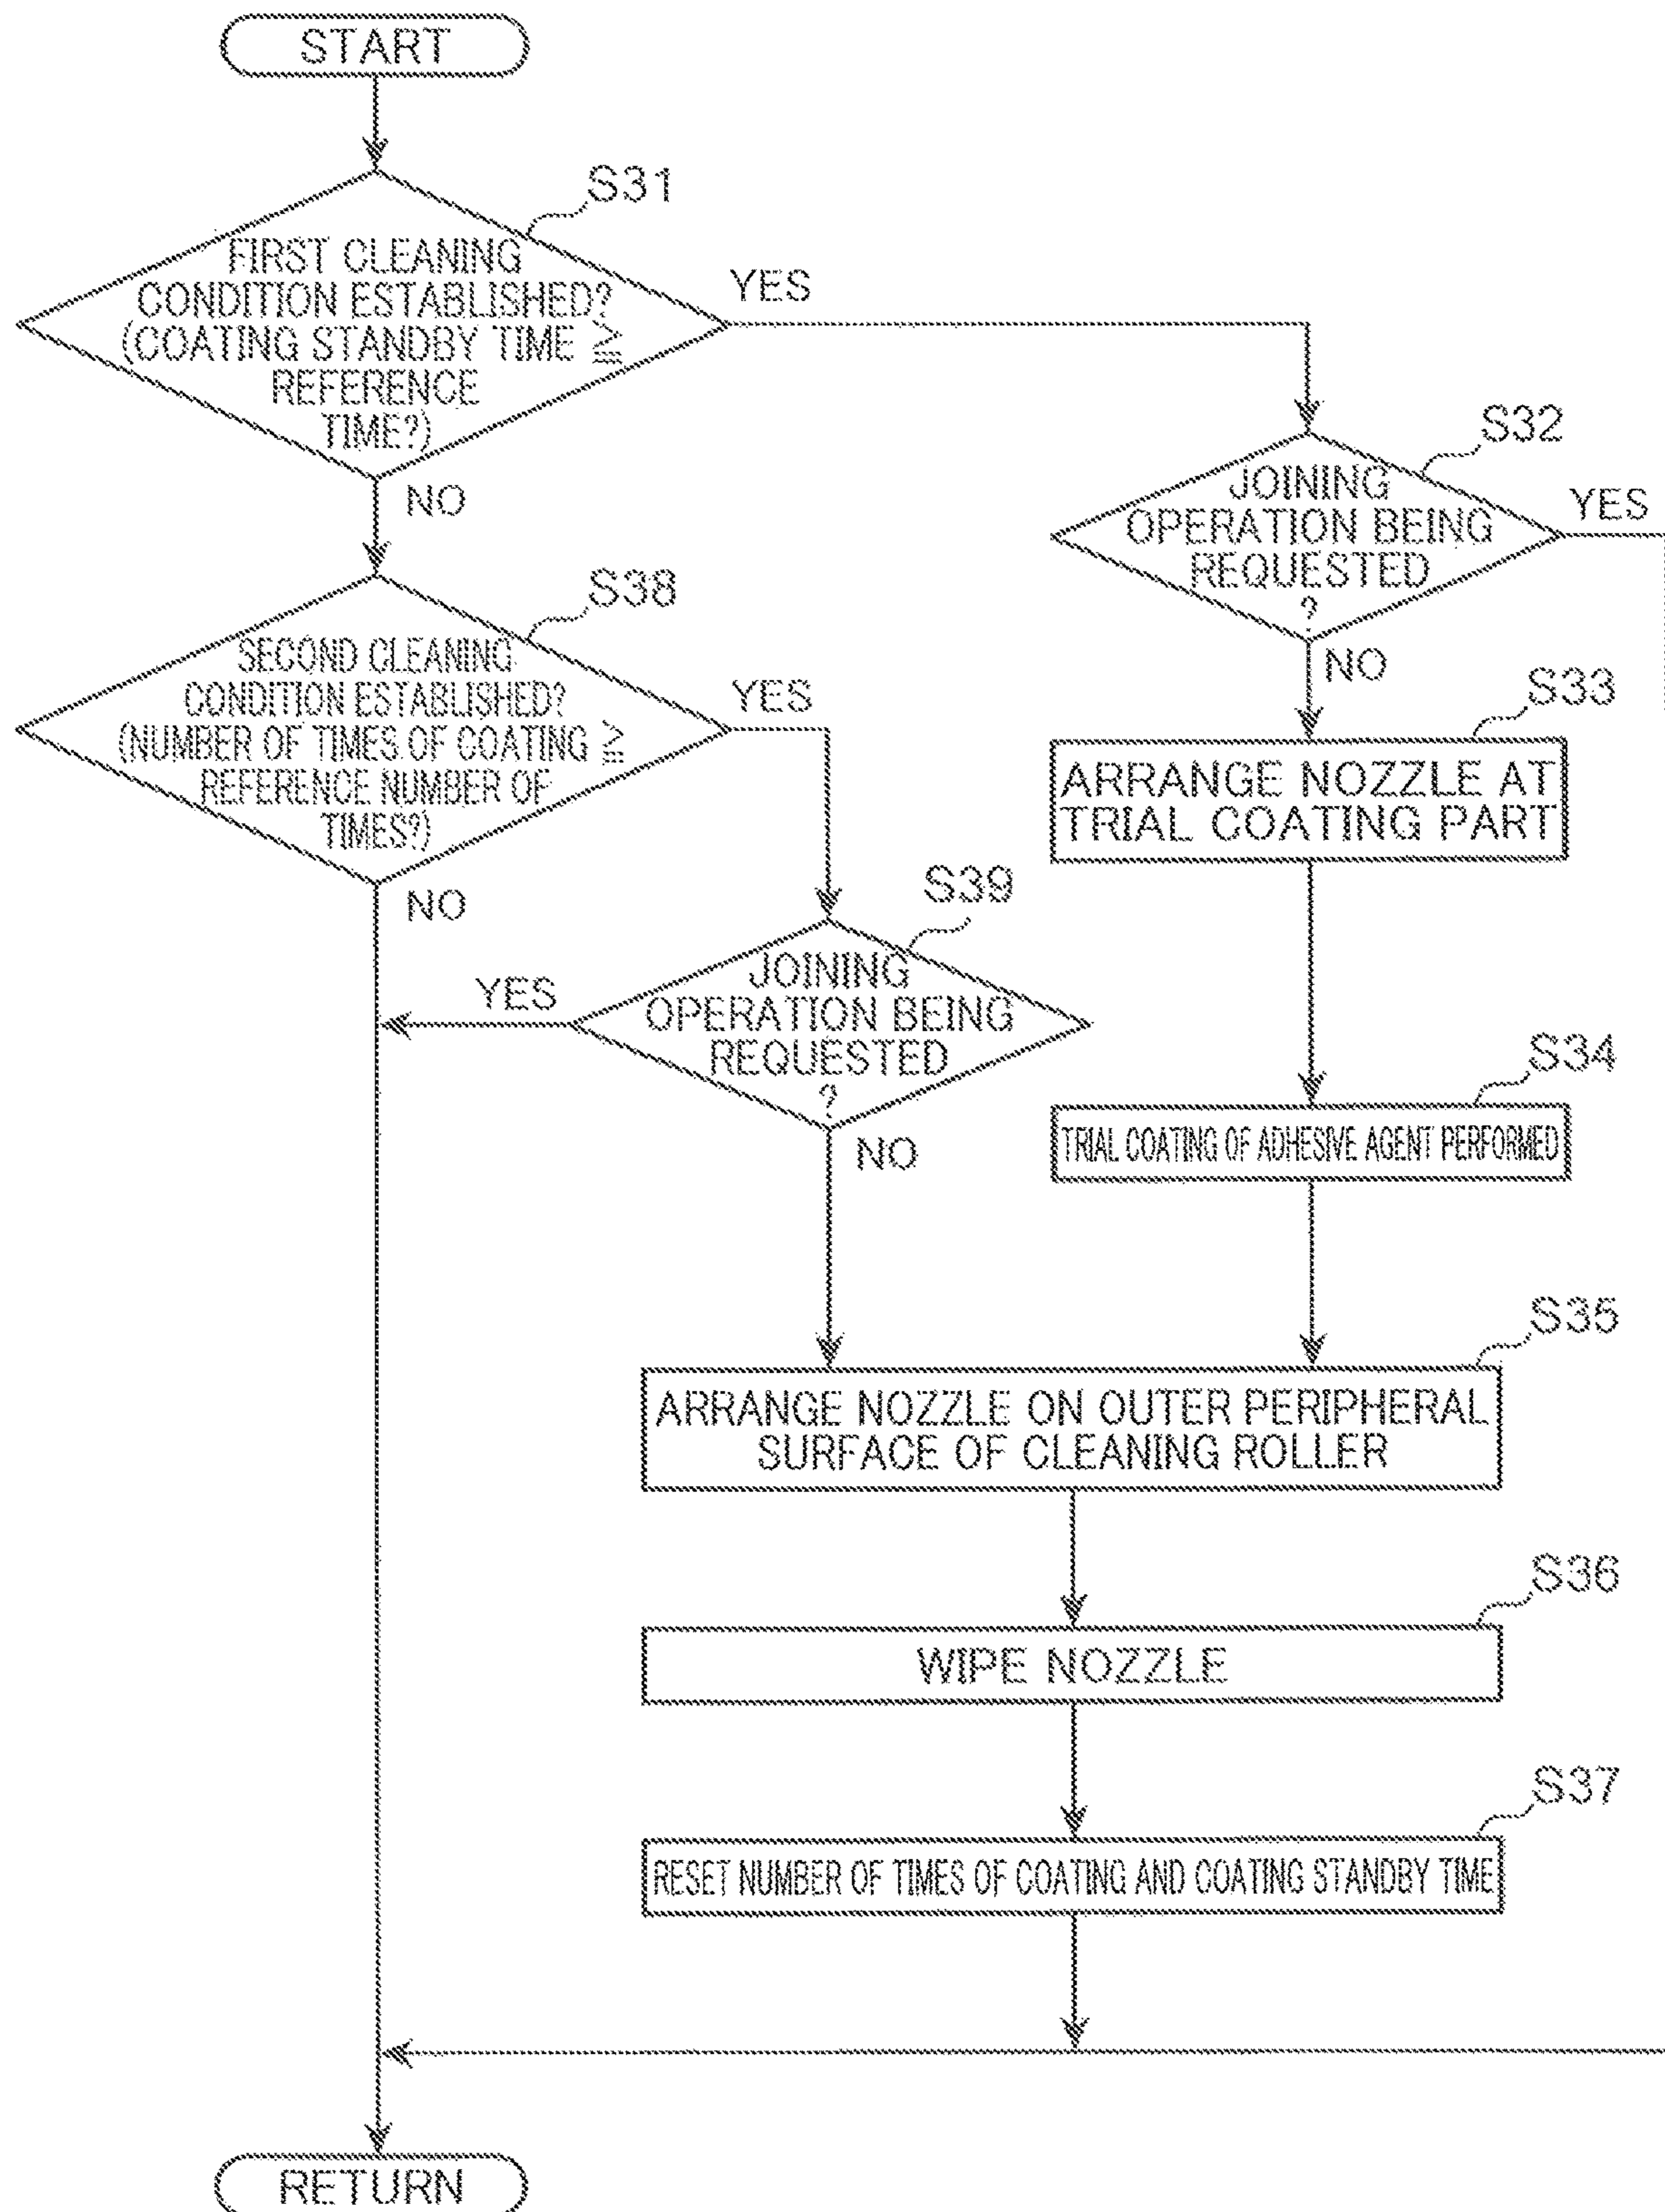 START
S31
FIRST CLEANING
CONDITION ESTABLISHED?
(COATING STANDBY TIME ≧
REFERENCE
TIME?)
YES
NO
S32
JOINING
OPERATION BEING
REQUESTED
?
YES
NO
S33
ARRANGE NOZZLE AT
TRIAL COATING PART
S34
TRIAL COATING OF ADHESIVE AGENT PERFORMED
S38
SECOND CLEANING
CONDITION ESTABLISHED?
(NUMBER OF TIMES OF COATING ≧
REFERENCE NUMBER OF
TIMES?)
YES
NO
S39
JOINING
OPERATION BEING
REQUESTED
?
YES
NO
S35
ARRANGE NOZZLE ON OUTER PERIPHERAL
SURFACE OF CLEANING ROLLER
S36
WIPE NOZZLE
S37
RESET NUMBER OF TIMES OF COATING AND COATING STANDBY TIME
RETURN